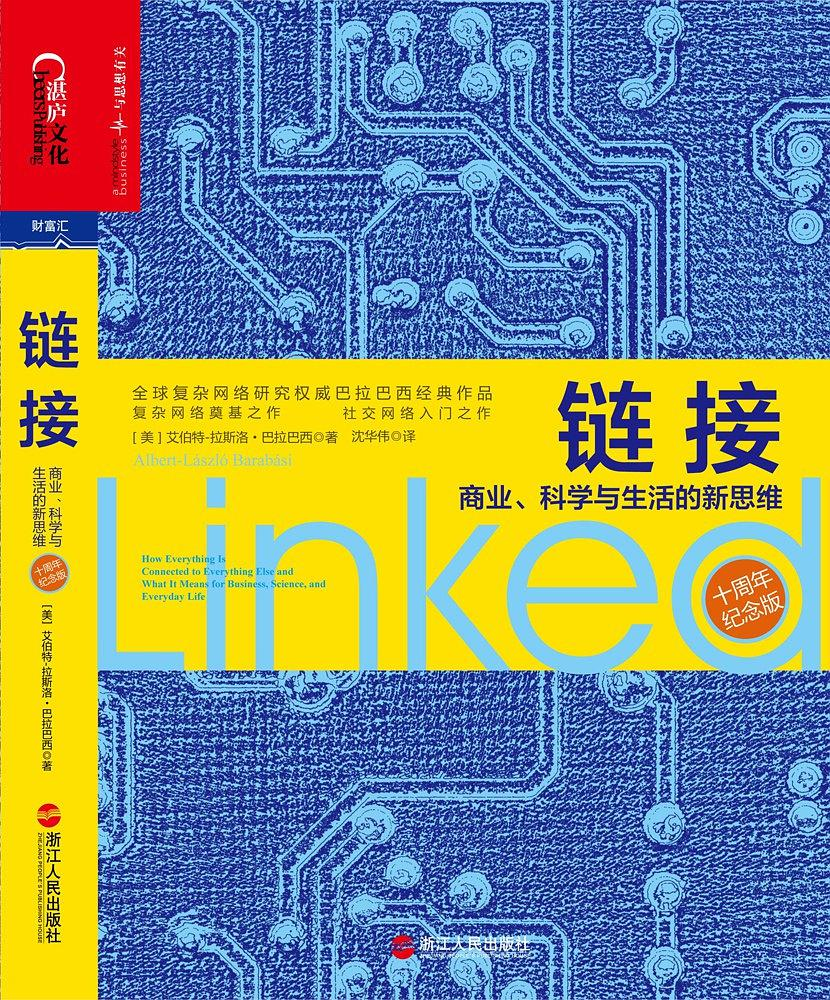 湛庐文化
Cheers Publishing
a mindstyle business
与思想有关
财富汇
链接
商业、科学与
生活的新思维
十周年
纪念版
[美] 艾伯特-拉斯洛·巴拉巴西◎著
浙江人民出版社
ZHEJIANG PEOPLE'S PUBLISHING HOUSE
全球复杂网络研究权威巴拉巴西经典作品
复杂网络奠基之作 社交网络入门之作
[ 美 ] 艾伯特-拉斯洛·巴拉巴西◎著 沈华伟◎译
Albert-László Barabási
链接
商业、科学与生活的新思维
Linked
How Everything Is
Connected to Everything Else and
What It Means for Business, Science, and
Everyday Life
十周年
纪念版
浙江人民出版社